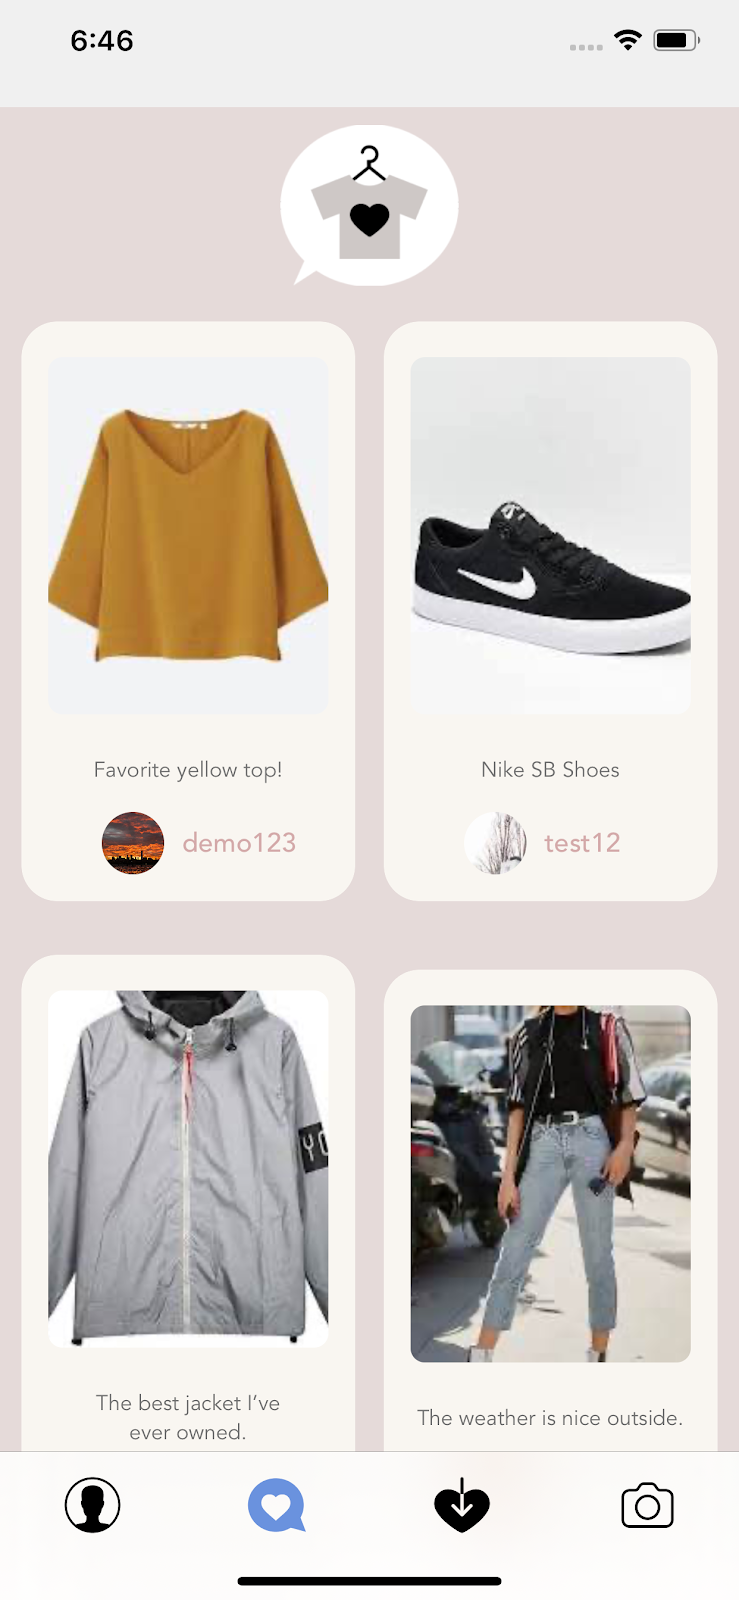 6:46
Favorite yellow top!
Nike SB Shoes
demo123
test12
The best jacket I've
ever owned.
The weather is nice outside.